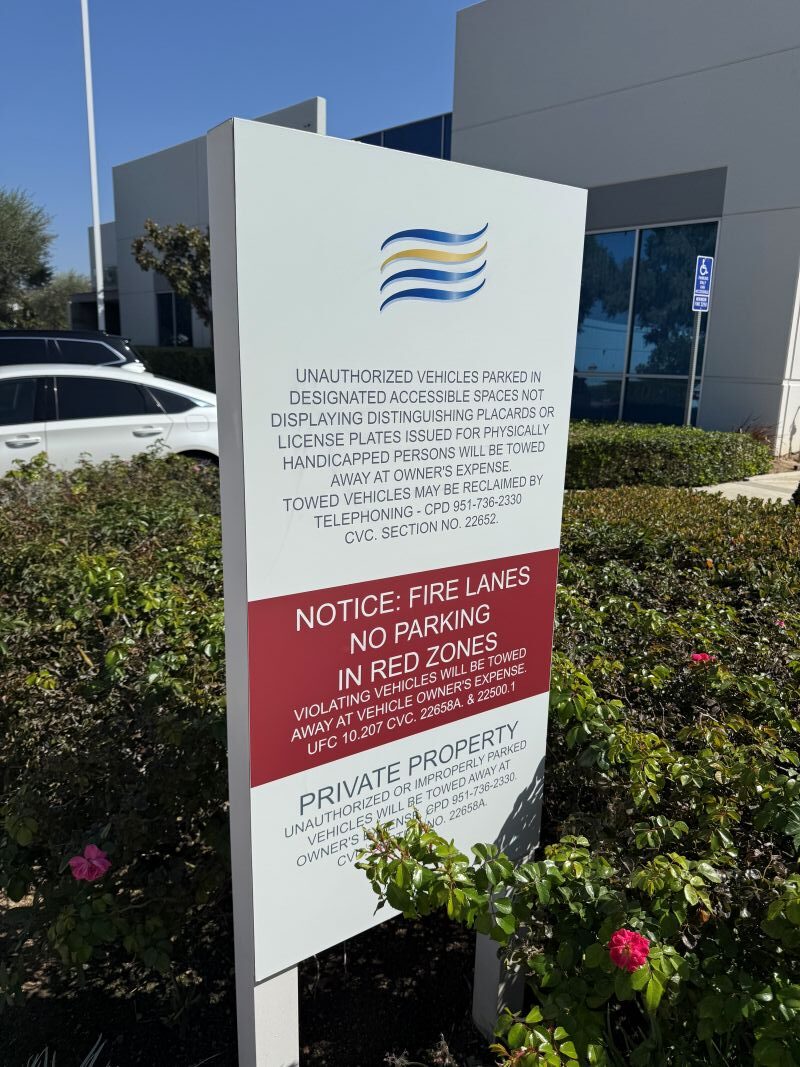 UNAUTHORIZED VEHICLES PARKED IN
DESIGNATED ACCESSIBLE SPACES NOT
DISPLAYING DISTINGUISHING PLACARDS OR
LICENSE PLATES ISSUED FOR PHYSICALLY
HANDICAPPED PERSONS WILL BE TOWED
AWAY AT OWNER'S EXPENSE.
TOWED VEHICLES MAY BE RECLAIMED BY
TELEPHONING - CPD 951-736-2330
CVC. SECTION NO. 22652.
NOTICE: FIRE LANES
NO PARKING
IN RED ZONES
VIOLATING VEHICLES WILL BE TOWED
AWAY AT VEHICLE OWNER'S EXPENSE.
UFC 10.207 CVC. 22658A. & 22500.1
PRIVATE PROPERTY
UNAUTHORIZED OR IMPROPERLY PARKED
VEHICLES WILL BE TOWED AWAY AT
OWNER'S CPD 951-736-2330.
NO. 22658A.